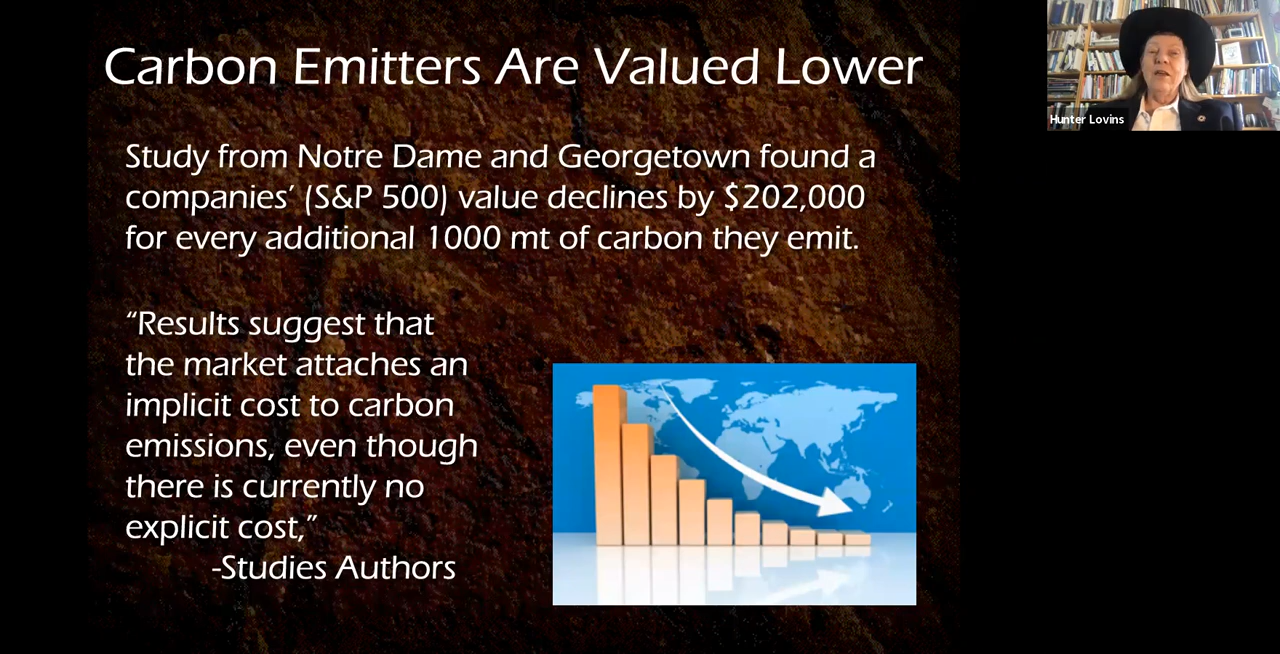 Carbon Emitters Are Valued Lower
Study from Notre Dame and Georgetown found a
companies’ (S&P 500) value declines by $202,000
for every additional 1000 mt of carbon they emit.
“Results suggest that
the market attaches an
implicit cost to carbon
emissions, even though
there is currently no
explicit cost,”
-Studies Authors
Hunter Lovins